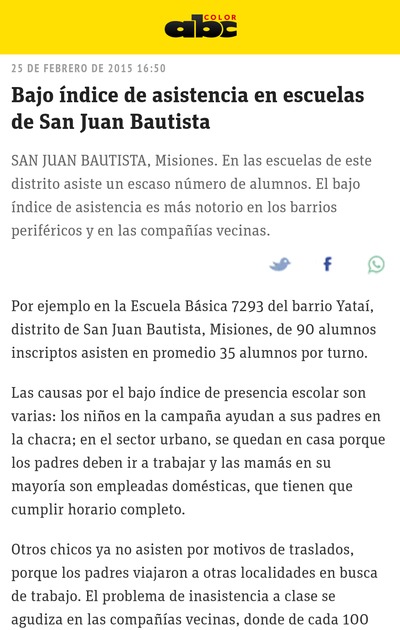 abc COLOR
25 DE FEBRERO DE 2015 16:50
Bajo índice de asistencia en escuelas
de San Juan Bautista
SAN JUAN BAUTISTA, Misiones. En las escuelas de este
distrito asiste un escaso número de alumnos. El bajo
índice de asistencia es más notorio en los barrios
periféricos y en las compañías vecinas.
Por ejemplo en la Escuela Básica 7293 del barrio Yataí,
distrito de San Juan Bautista, Misiones, de 90 alumnos
inscriptos asisten en promedio 35 alumnos por turno.
Las causas por el bajo índice de presencia escolar son
varias: los niños en la campaña ayudan a sus padres en
la chacra; en el sector urbano, se quedan en casa porque
los padres deben ir a trabajar y las mamás en su
mayoría son empleadas domésticas, que tienen que
cumplir horario completo.
Otros chicos ya no asisten por motivos de traslados,
porque los padres viajaron a otras localidades en busca
de trabajo. El problema de inasistencia a clase se
agudiza en las compañías vecinas, donde de cada 100